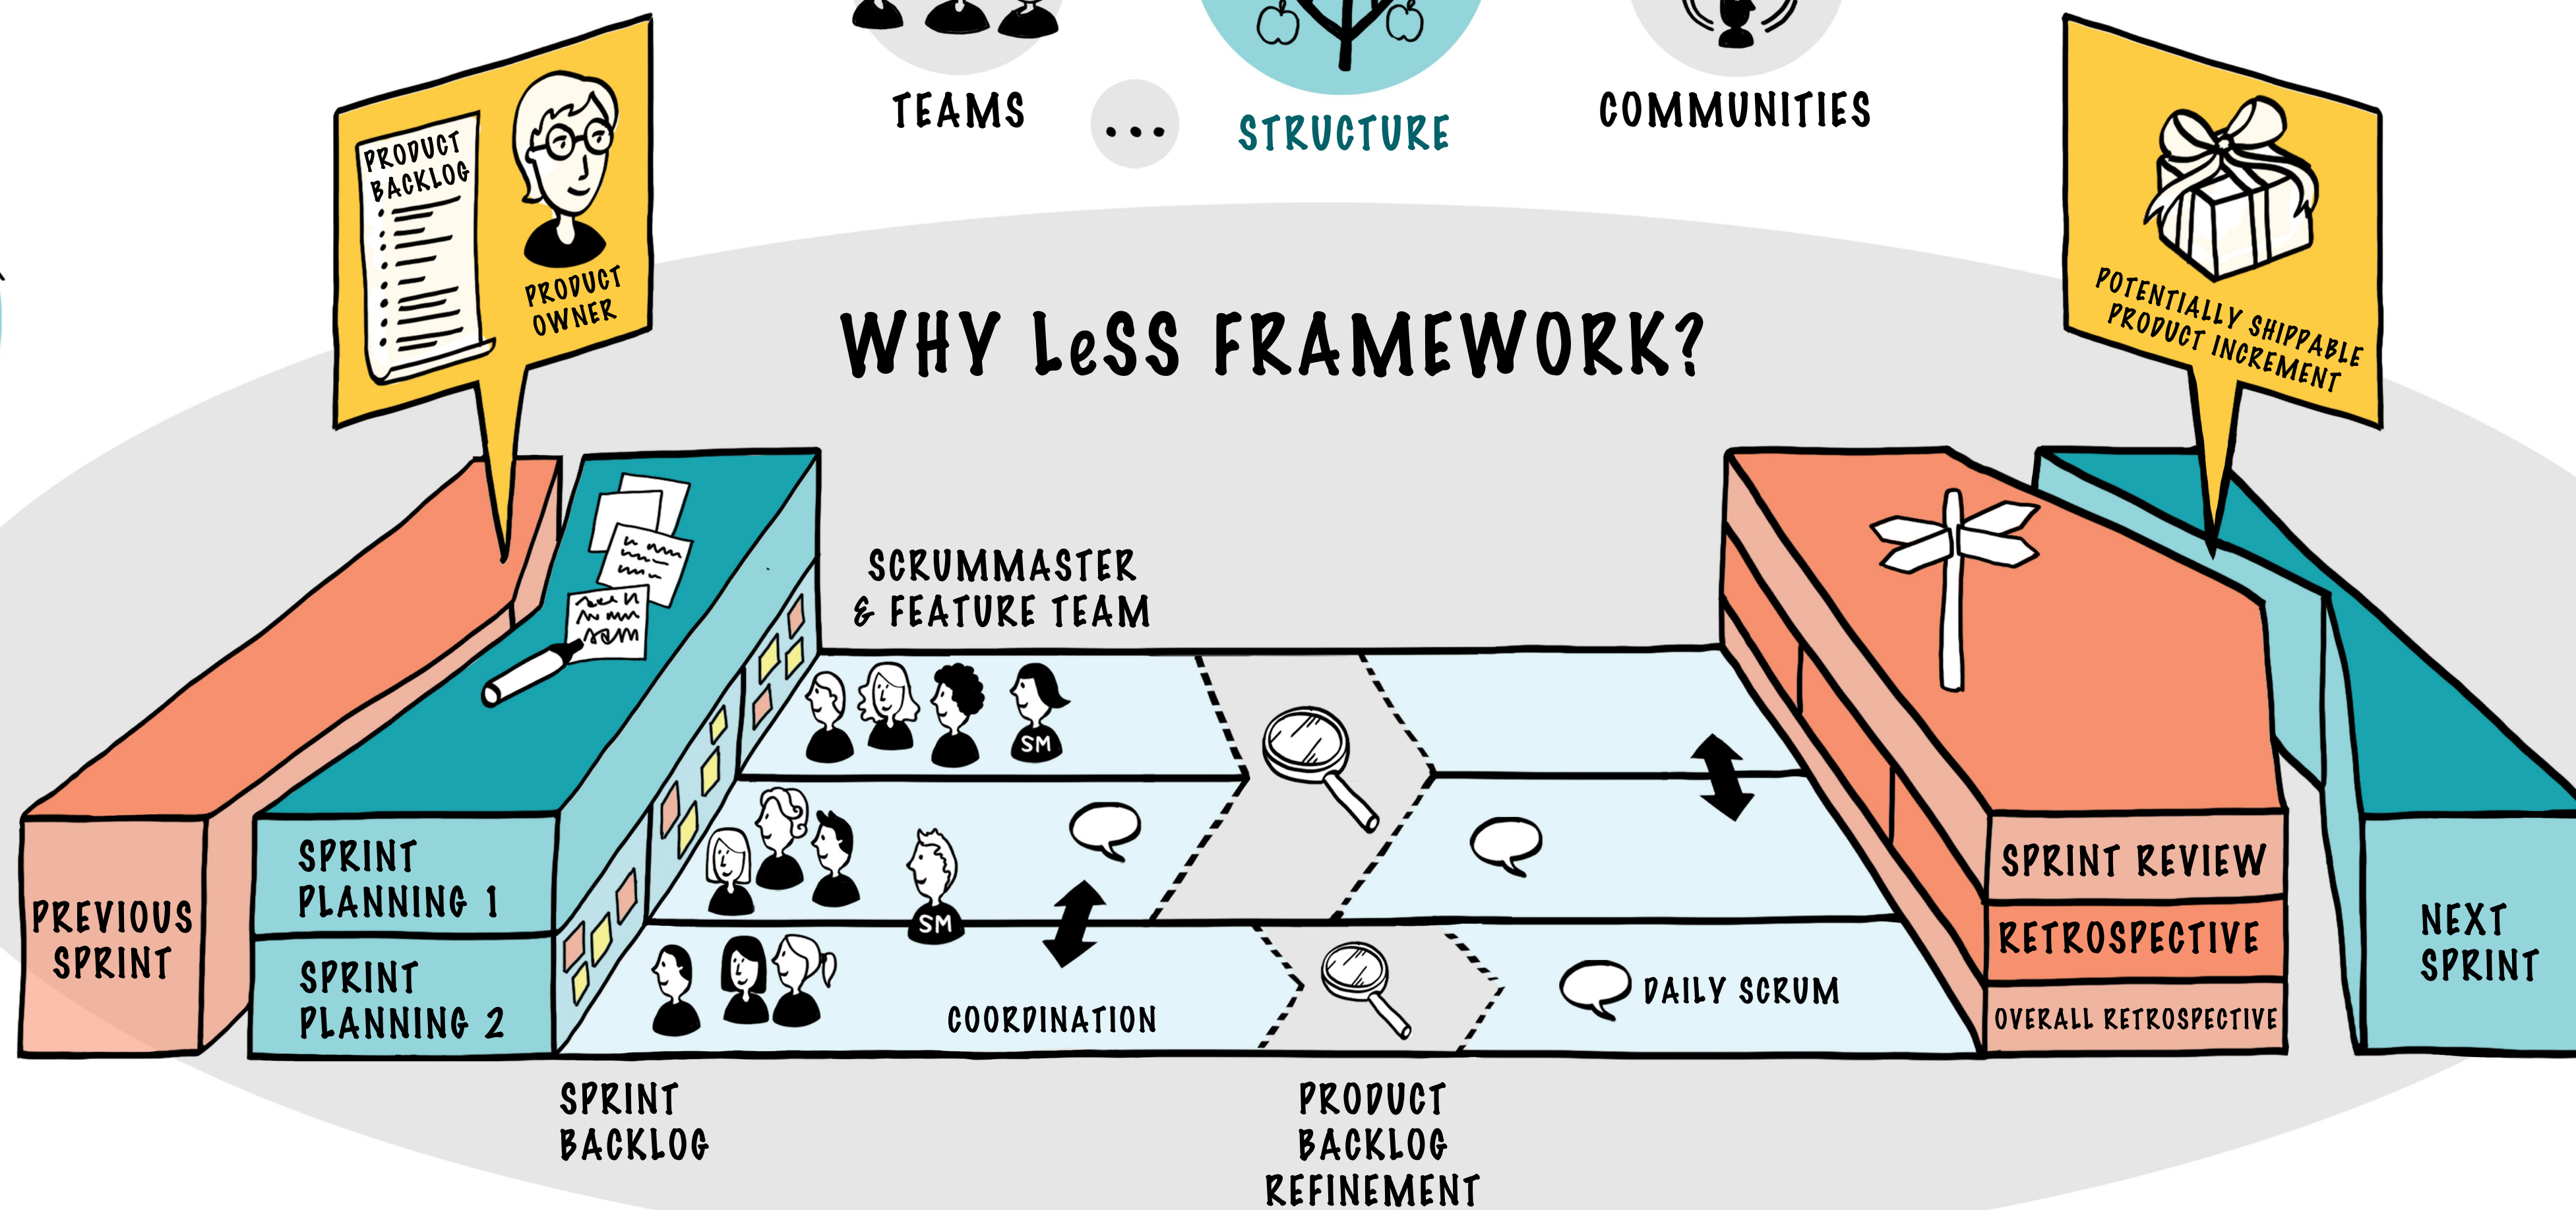 TEAMS
...
STRUCTURE
COMMUNITIES
PRODUCT
BACKLOG
PRODUCT
OWNER
WHY LeSS FRAMEWORK?
POTENTIALLY SHIPPABLE
PRODUCT INCREMENT
SCRUMMASTER
& FEATURE TEAM
SM
SM
PREVIOUS
SPRINT
SPRINT
PLANNING 1
SPRINT
PLANNING 2
COORDINATION
DAILY SCRUM
SPRINT REVIEW
RETROSPECTIVE
OVERALL RETROSPECTIVE
NEXT
SPRINT
SPRINT
BACKLOG
PRODUCT
BACKLOG
REFINEMENT